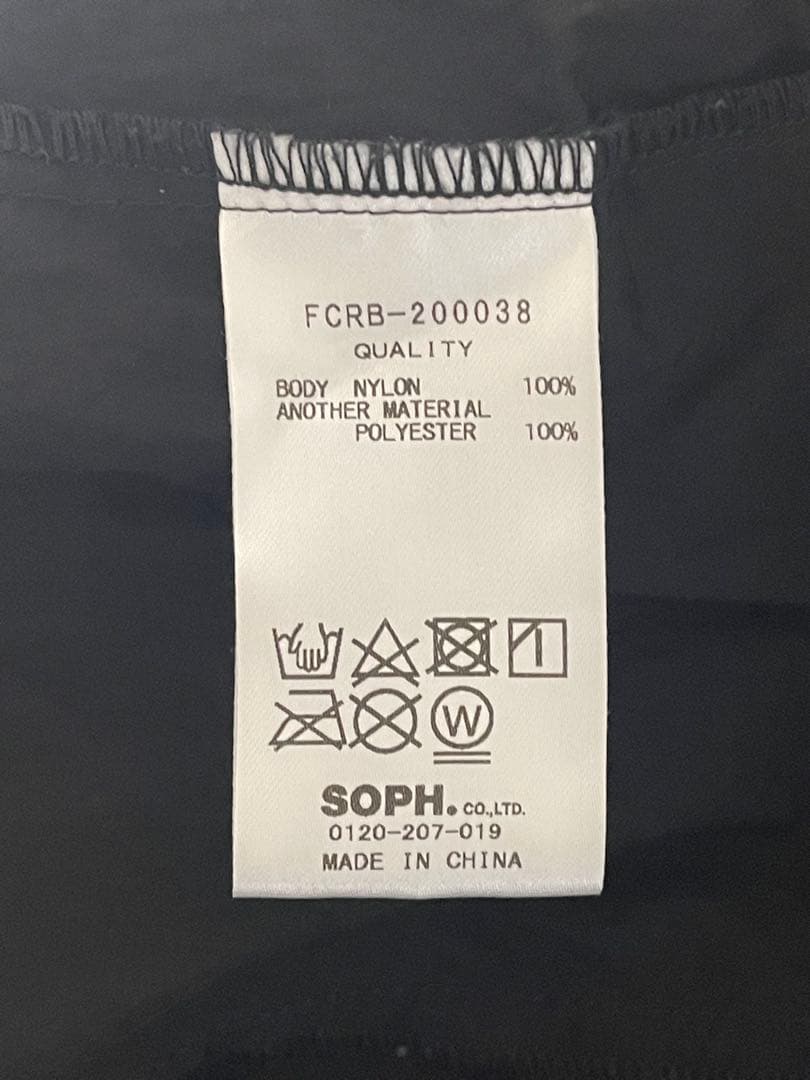 FCRB-200038
QUALITY
BODY NYLON 100%
ANOTHER MATERIAL
POLYESTER 100%
W
SOPH. CO.,LTD.
0120-207-019
MADE IN CHINA